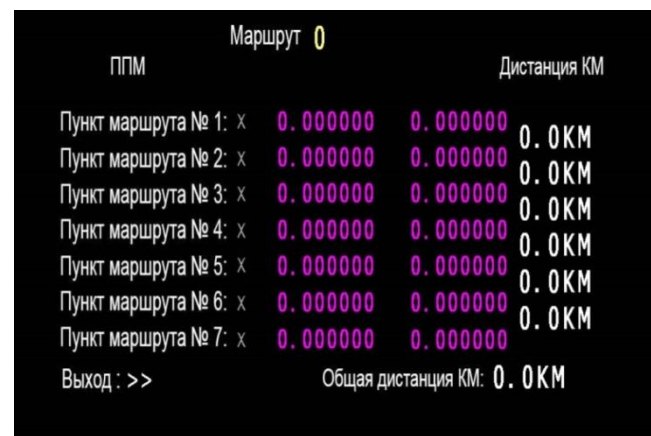 Маршрут 0
ППМ Дистанция КМ
Пункт маршрута № 1: X 0.000000 0.000000
0.0KM
Пункт маршрута № 2: X 0.000000 0.000000
0.0KM
Пункт маршрута № 3: X 0.000000 0.000000
0.0KM
Пункт маршрута № 4: X 0.000000 0.000000
0.0KM
Пункт маршрута № 5: X 0.000000 0.000000
0.0KM
Пункт маршрута № 6: X 0.000000 0.000000
0.0KM
Пункт маршрута № 7: X 0.000000 0.000000
Выход : >> Общая дистанция КМ: 0.0KM